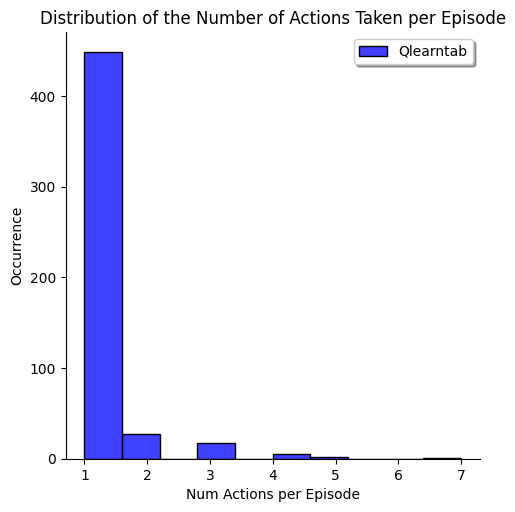 Distribution of the Number of Actions Taken per Episode
Qlearntab
Occurrence
400
300
200
100
0
1 2 3 4 5 6 7
Num Actions per Episode